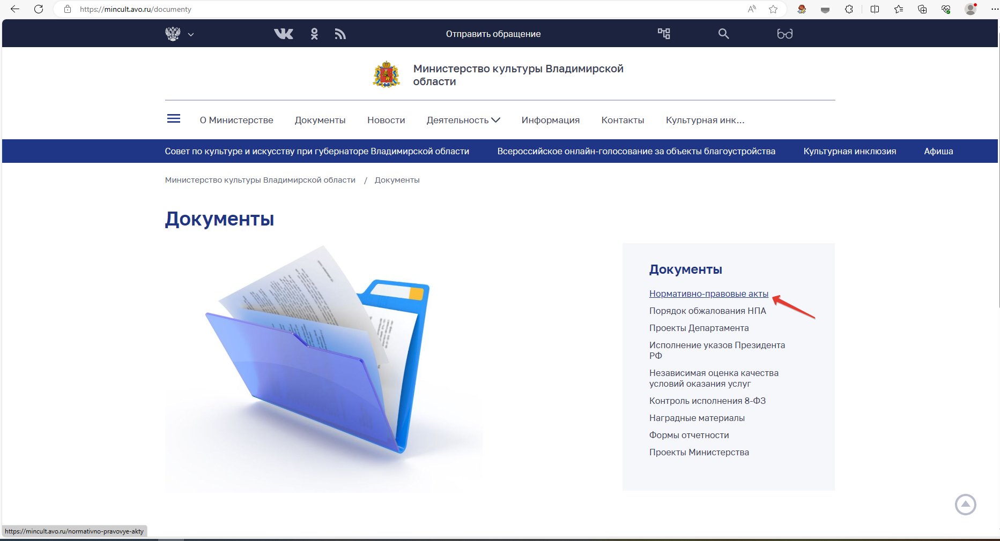 https://mincult.avo.ru/documenty
Отправить обращение
Министерство культуры Владимирской
области
О Министерстве Документы Новости Деятельность Информация Контакты Культурная инк...
Совет по культуре и искусству при губернаторе Владимирской области Всероссийское онлайн-голосование за объекты благоустройства Культурная инклюзия Афиша
Министерство культуры Владимирской области / Документы
Документы
Документы
Нормативно-правовые акты
Порядок обжалования НПА
Проекты Департамента
Исполнение указов Президента
РФ
Независимая оценка качества
условий оказания услуг
Контроль исполнения 8-ФЗ
Наградные материалы
Формы отчетности
Проекты Министерства
https://mincult.avo.ru/normativno-pravovye-akty